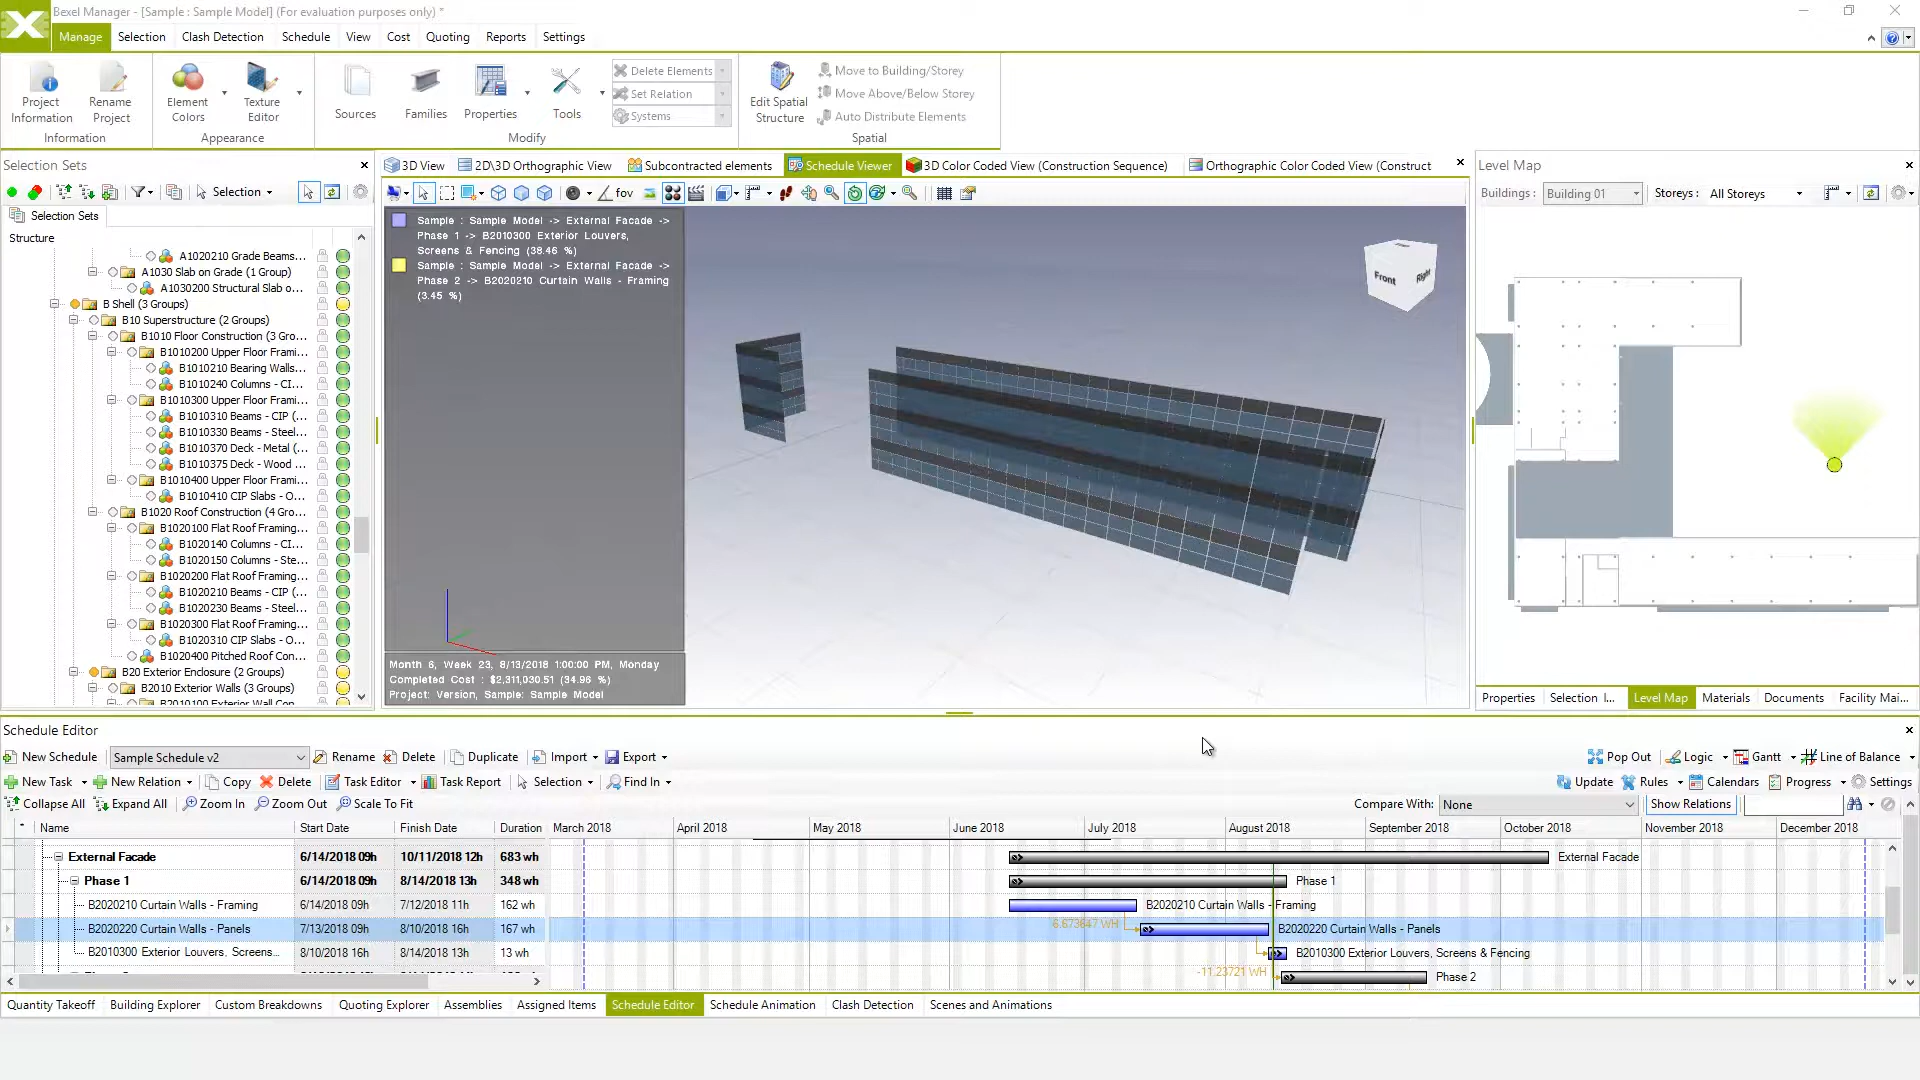 Bexel Manager - [Sample : Sample Model] (For evaluation purposes only) *
Manage Selection Clash Detection Schedule View Cost Quoting Reports Settings
Project Information
Rename Project
Information
Element Colors
Texture Editor
Appearance
Sources
Families
Properties
Tools
Delete Elements
Set Relation
Systems
Modify
Edit Spatial Structure
Move to Building/Storey
Move Above/Below Storey
Auto Distribute Elements
Spatial
Selection Sets
Selection
Selection Sets
Structure
A1020210 Grade Beams...
A1030 Slab on Grade (1 Group)
A1030200 Structural Slab o...
B Shell (3 Groups)
B10 Superstructure (2 Groups)
B1010 Floor Construction (3 Gro...
B1010200 Upper Floor Frami...
B1010210 Bearing Walls...
B1010240 Columns - CI...
B1010300 Upper Floor Frami...
B1010310 Beams - CIP (...
B1010330 Beams - Steel...
B1010370 Deck - Metal (...
B1010375 Deck - Wood ...
B1010400 Upper Floor Frami...
B1010410 CIP Slabs - O...
B1020 Roof Construction (4 Gro...
B1020100 Flat Roof Framing...
B1020140 Columns - CI...
B1020150 Columns - Ste...
B1020200 Flat Roof Framing...
B1020210 Beams - CIP (...
B1020230 Beams - Steel...
B1020300 Flat Roof Framing...
B1020310 CIP Slabs - O...
B1020400 Pitched Roof Con...
B20 Exterior Enclosure (2 Groups)
B2010 Exterior Walls (3 Groups)
B2010100 Exterior Wall Con...
3D View 2D\3D Orthographic View Subcontracted elements Schedule Viewer 3D Color Coded View (Construction Sequence) Orthographic Color Coded View (Construct
fov
Sample : Sample Model -> External Facade ->
Phase 1 -> B2010300 Exterior Louvers,
Screens & Fencing (38.46 %)
Sample : Sample Model -> External Facade ->
Phase 2 -> B2020210 Curtain Walls - Framing
(3.45 %)
Front Right
Month 6, Week 23, 8/13/2018 1:00:00 PM, Monday
Completed Cost : $2,311,030.51 (34.96 %)
Project: Version, Sample: Sample Model
Level Map
Buildings : Building 01 Storeys: All Storeys
Properties Selection I... Level Map Materials Documents Facility Mai...
Schedule Editor
New Schedule Sample Schedule v2 Rename Delete Duplicate Import Export Pop Out Logic Gantt Line of Balance
New Task New Relation Copy Delete Task Editor Task Report Selection Find In Update Rules Calendars Progress Settings
Collapse All Expand All Zoom In Zoom Out Scale To Fit Compare With: None Show Relations
* Name Start Date Finish Date Duration March 2018 April 2018 May 2018 June 2018 July 2018 August 2018 September 2018 October 2018 November 2018 December 2018
External Facade 6/14/2018 09h 10/11/2018 12h 683 wh External Facade
Phase 1 6/14/2018 09h 8/14/2018 13h 348 wh Phase 1
B2020210 Curtain Walls - Framing 6/14/2018 09h 7/12/2018 11h 162 wh B2020210 Curtain Walls - Framing
6.673847 WH
B2020220 Curtain Walls - Panels 7/13/2018 09h 8/10/2018 16h 167 wh B2020220 Curtain Walls - Panels
B2010300 Exterior Louvers, Screens... 8/10/2018 16h 8/14/2018 13h 13 wh B2010300 Exterior Louvers, Screens & Fencing
-11.23721 WH
Phase 2
Quantity Takeoff Building Explorer Custom Breakdowns Quoting Explorer Assemblies Assigned Items Schedule Editor Schedule Animation Clash Detection Scenes and Animations